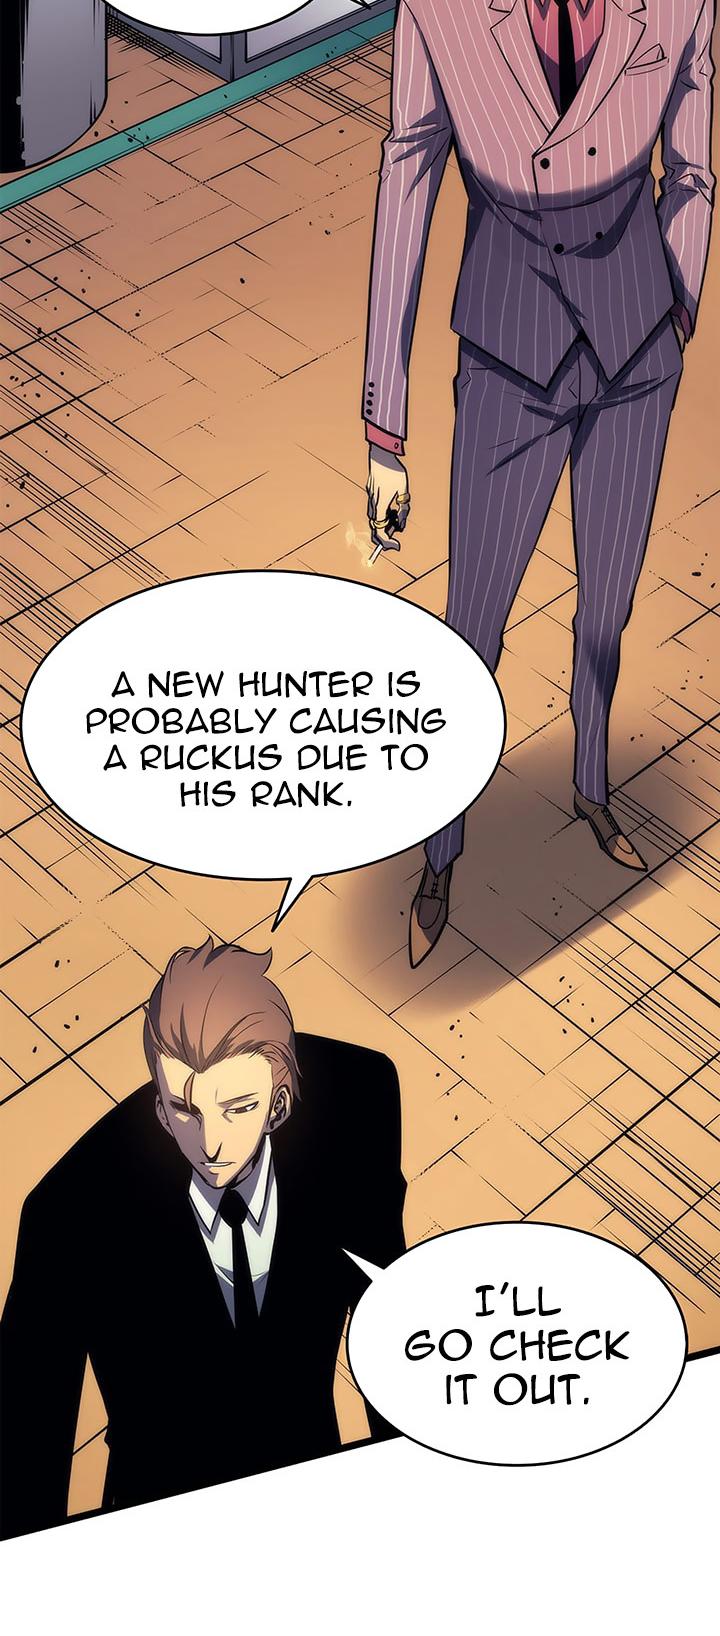 A NEW HUNTER IS
PROBABLY CAUSING
A RUCKUS DUE TO
HIS RANK.
I'LL
GO CHECK
IT OUT.